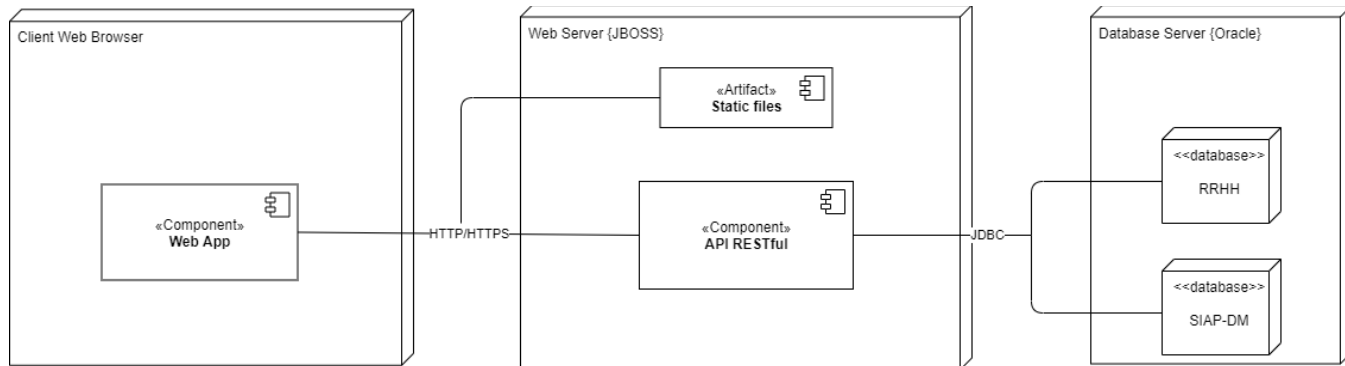 Client Web Browser
«Component»
Web App
HTTP/HTTPS
Web Server {JBOSS}
«Artifact»
Static files
«Component»
API RESTful
JDBC
Database Server {Oracle}
<<database>>
RRHH
<<database>>
SIAP-DM